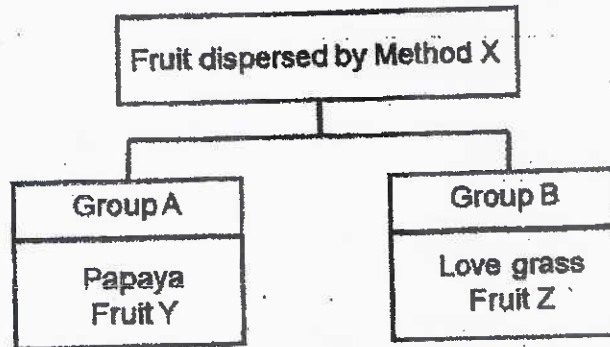 Fruit dispersed by Method X
Group A
Papaya
Fruit Y
Group B
Love grass
Fruit Z